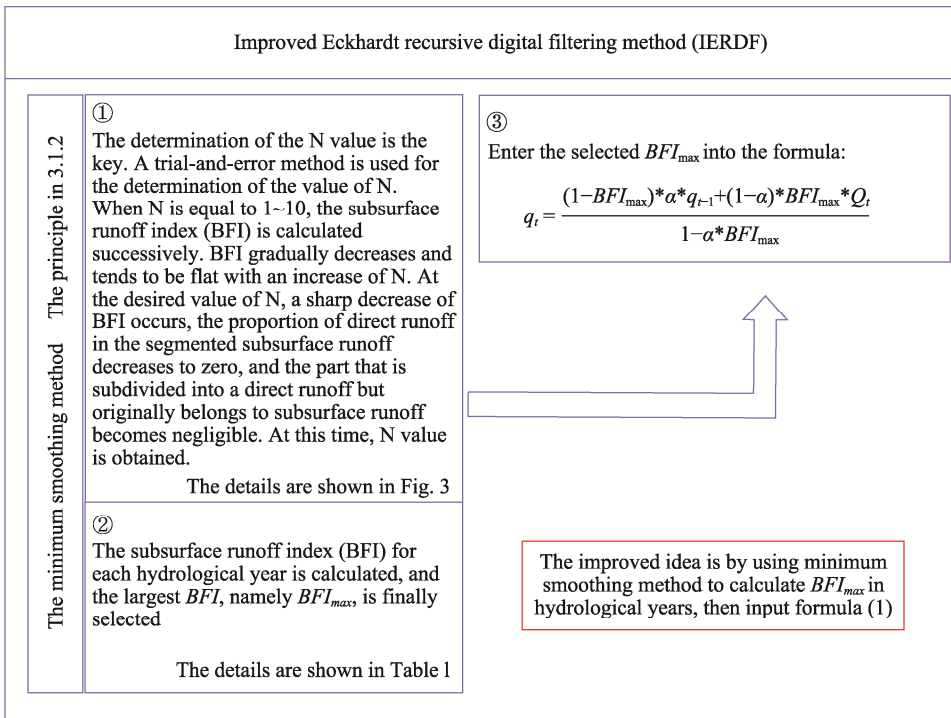 Improved Eckhardt recursive digital filtering method (IERDF)
The minimum smoothing method The principle in 3.1.2
①
The determination of the N value is the
key. A trial-and-error method is used for
the determination of the value of N.
When N is equal to 1~10, the subsurface
runoff index (BFI) is calculated
successively. BFI gradually decreases and
tends to be flat with an increase of N. At
the desired value of N, a sharp decrease of
BFI occurs, the proportion of direct runoff
in the segmented subsurface runoff
decreases to zero, and the part that is
subdivided into a direct runoff but
originally belongs to subsurface runoff
becomes negligible. At this time, N value
is obtained.
The details are shown in Fig. 3
②
The subsurface runoff index (BFI) for
each hydrological year is calculated, and
the largest BFI, namely BFI_max, is finally
selected
The details are shown in Table 1
③
Enter the selected BFI_max into the formula:
q_t = ((1−BFI_max)*α*q_t−1+(1−α)*BFI_max*Q_t) / (1−α*BFI_max)
The improved idea is by using minimum
smoothing method to calculate BFI_max in
hydrological years, then input formula (1)